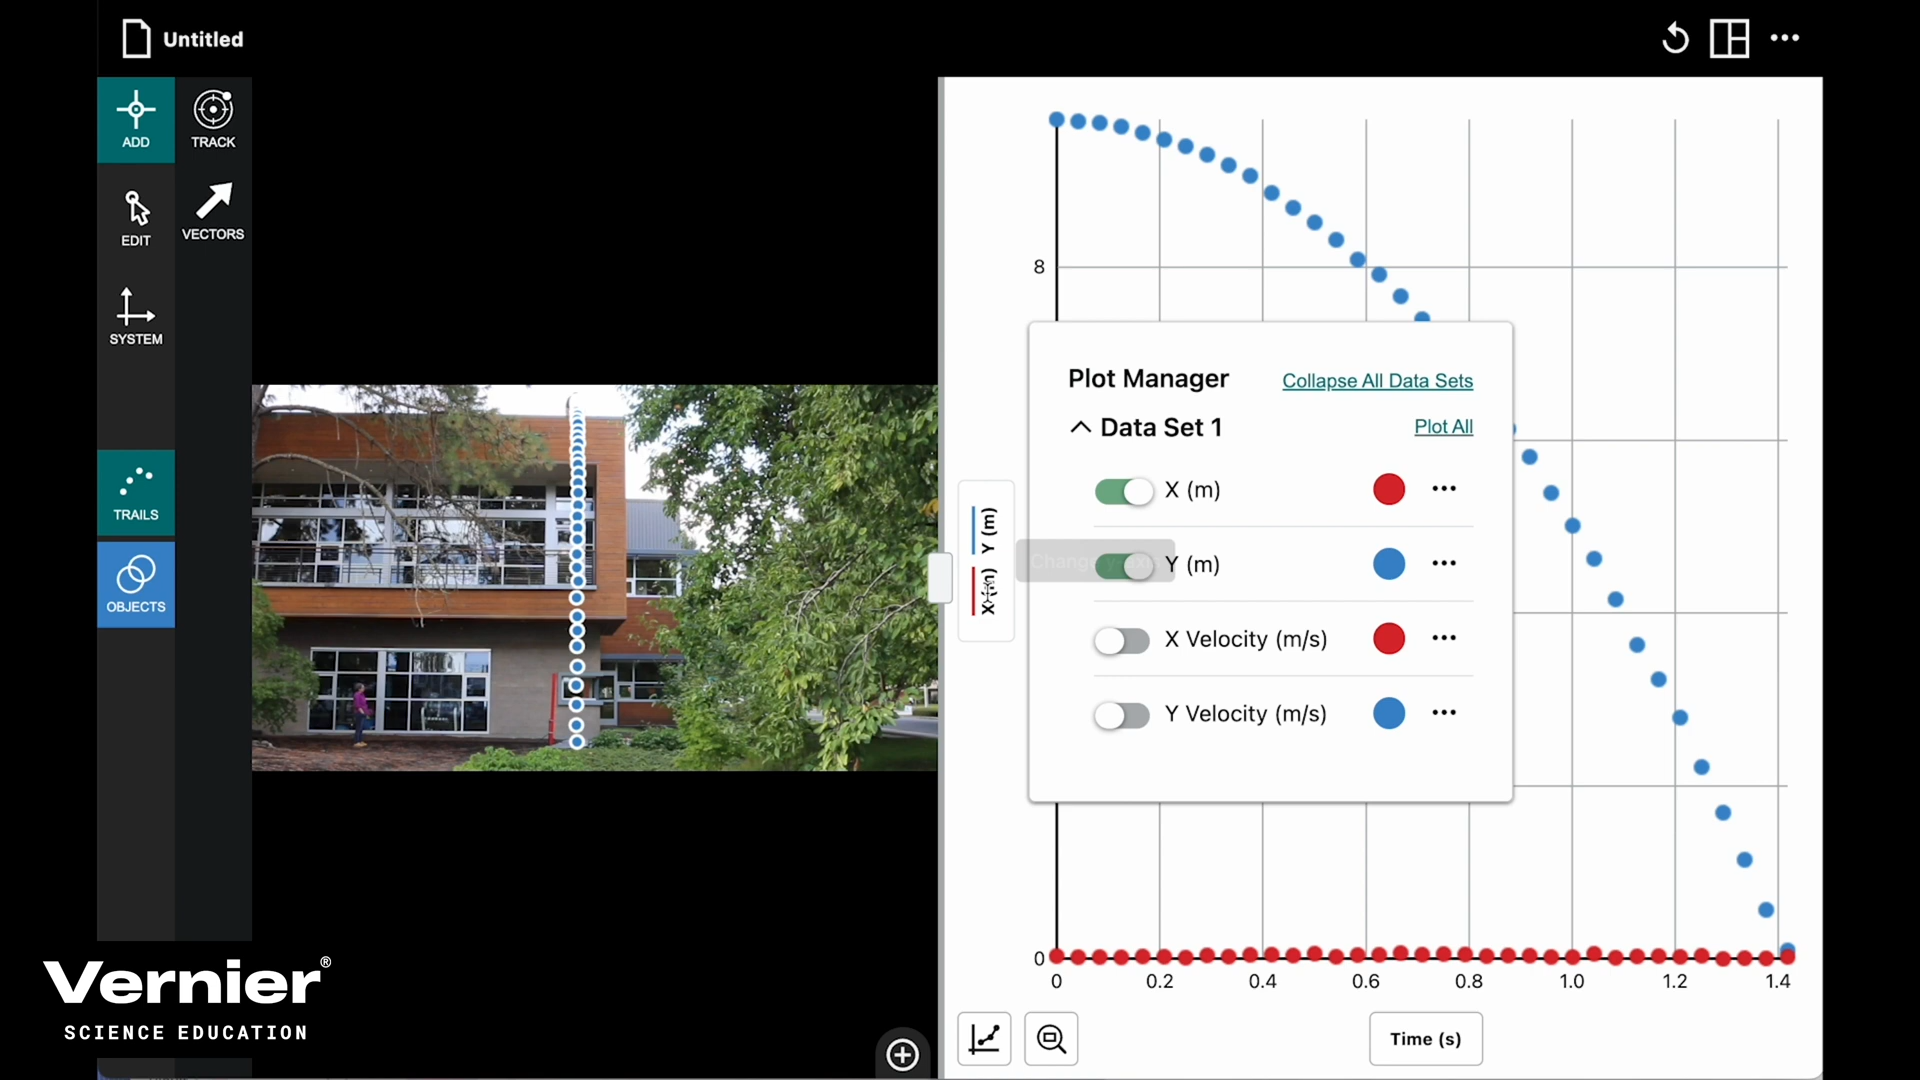 Untitled
ADD
TRACK
EDIT
VECTORS
SYSTEM
TRAILS
OBJECTS
8
Plot Manager
Collapse All Data Sets
Data Set 1
Plot All
X (m)
Y (m)
X Velocity (m/s)
Y Velocity (m/s)
X (m) Y (m)
0
0 0.2 0.4 0.6 0.8 1.0 1.2 1.4
Time (s)
Vernier®
SCIENCE EDUCATION